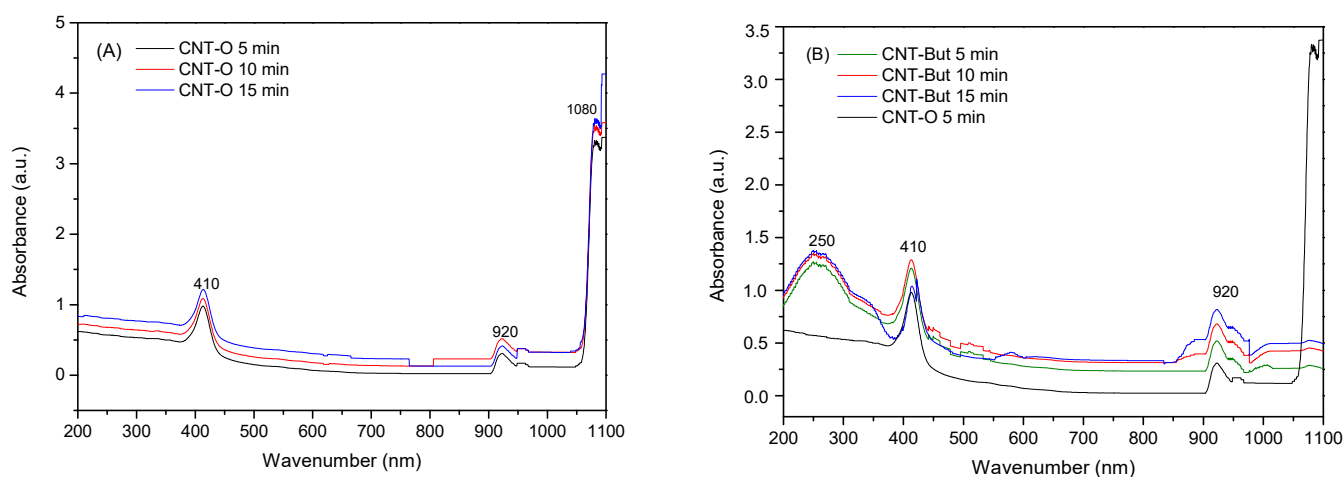 (A)
CNT-O 5 min
CNT-O 10 min
CNT-O 15 min
5
4
3
2
1
0
Absorbance (a.u.)
410
920
1080
200 300 400 500 600 700 800 900 1000 1100
Wavenumber (nm)
(B)
CNT-But 5 min
CNT-But 10 min
CNT-But 15 min
CNT-O 5 min
3.5
3.0
2.5
2.0
1.5
1.0
0.5
0.0
Absorbance (a.u.)
250
410
920
200 300 400 500 600 700 800 900 1000 1100
Wavenumber (nm)